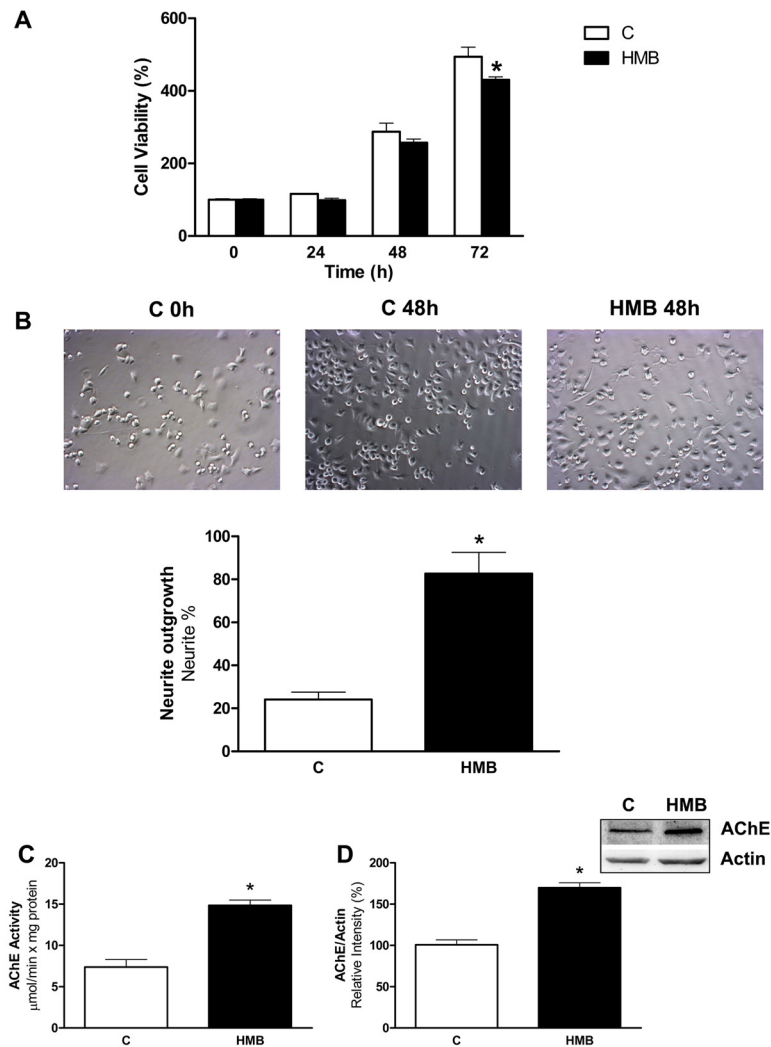 A
Cell Viability (%)
600
400
200
0
0 24 48 72
Time (h)
C
HMB
*
B
C 0h C 48h HMB 48h
Neurite outgrowth
Neurite %
100
80
60
40
20
0
*
C HMB
C
AChE Activity
μmol/min x mg protein
20
15
10
5
0
*
C HMB
D
AChE/Actin
Relative Intensity (%)
200
150
100
50
0
*
C HMB
C HMB
AChE
Actin